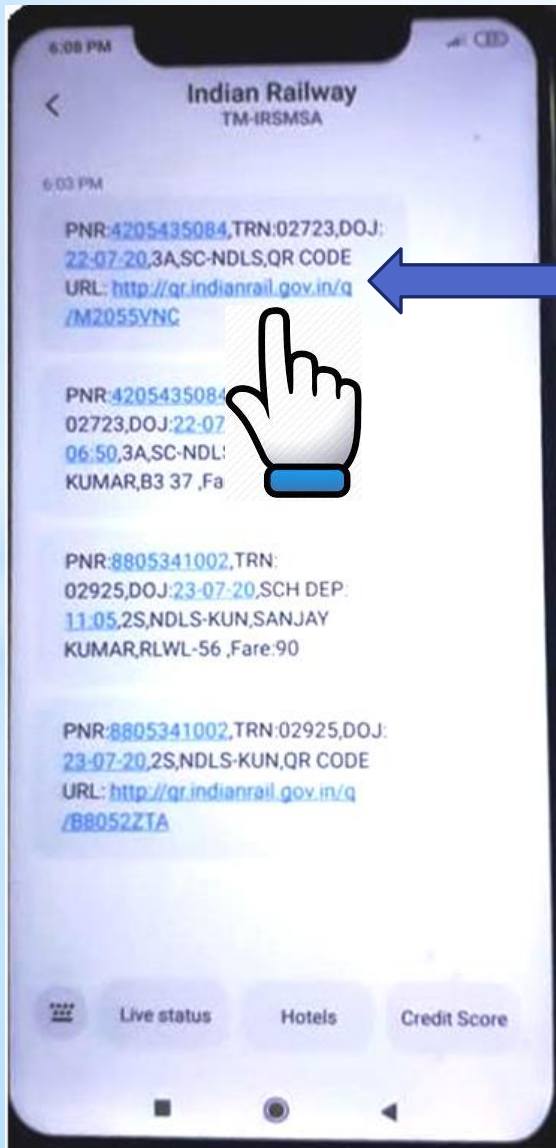 6:08 PM
Indian Railway
TM-IRSMSA
6:03 PM
PNR:4205435084,TRN:02723,DOJ:
22-07-20,3A,SC-NDLS,QR CODE
URL: http://qr.indianrail.gov.in/q
/M2055VNC
PNR:4205435084
02723,DOJ:22-07
06:50,3A,SC-NDLS
KUMAR,B3 37 ,Fa
PNR:8805341002,TRN:
02925,DOJ:23-07-20,SCH DEP:
11:05,2S,NDLS-KUN,SANJAY
KUMAR,RLWL-56 ,Fare:90
PNR:8805341002,TRN:02925,DOJ:
23-07-20,2S,NDLS-KUN,QR CODE
URL: http://qr.indianrail.gov.in/q
/B8052ZTA
Live status
Hotels
Credit Score